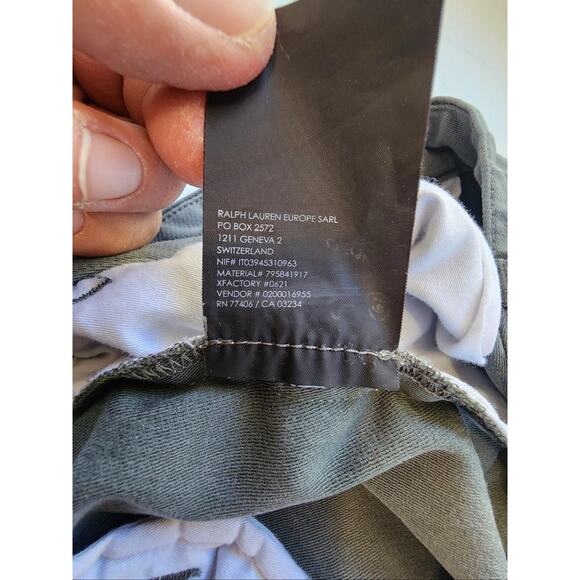 RALPH LAUREN EUROPE SARL
PO BOX 2572
1211 GENEVA 2
SWITZERLAND
NIF# IT03945310963
MATERIAL# 795841917
XFACTORY #0621
VENDOR # 0200016955
RN 77406 / CA 03234